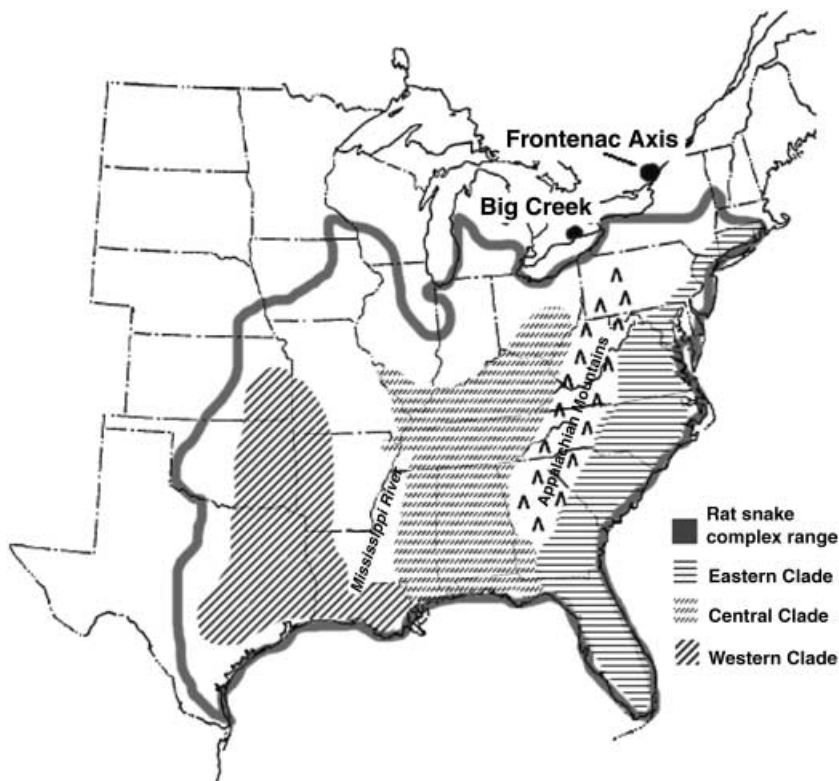 Frontenac Axis
Big Creek
Appalachian Mountains
Mississippi River
Rat snake
complex range
Eastern Clade
Central Clade
Western Clade